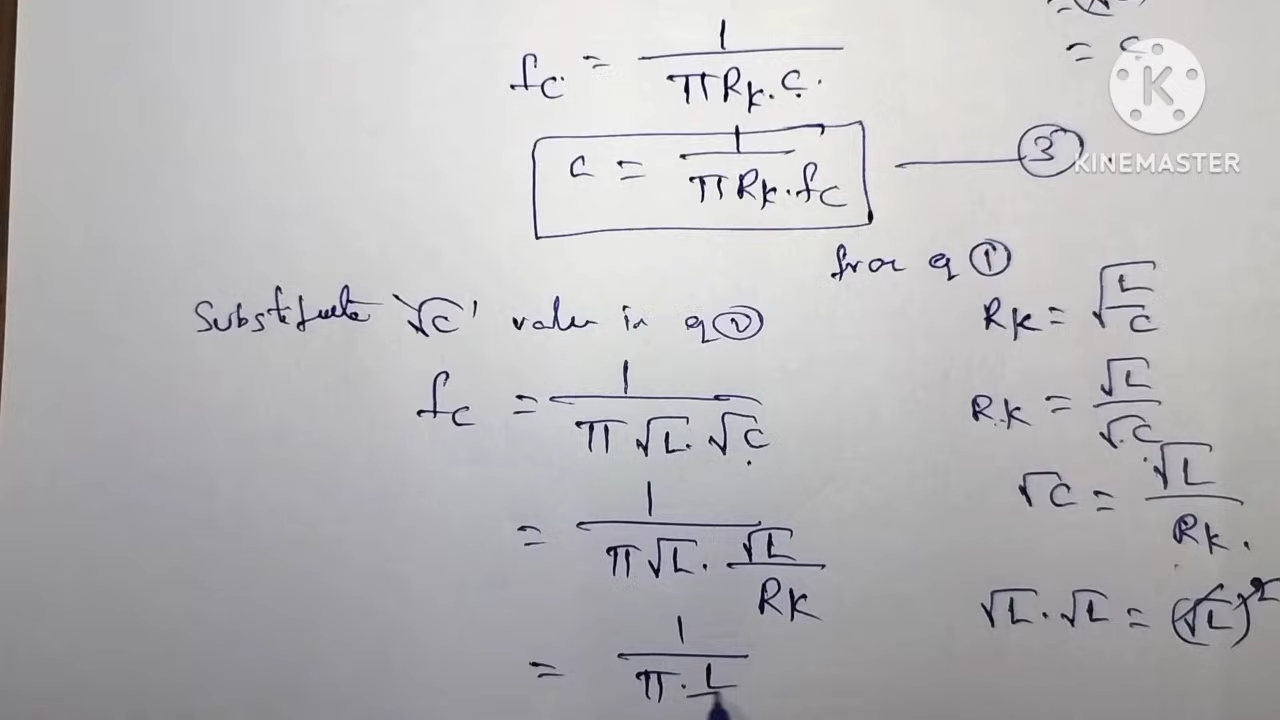 = C
fc = 1 / πRK.C.
K
KINEMASTER
C = 1 / πRK.fC — ③
from eq ①
RK = √(L/C)
Substitute '√C' value in eq ②
fC = 1 / π√L.√C
RK = √L / √C
√C = √L / RK.
= 1 / π√L.√L/RK
√L.√L = (√L)²
= 1 / π.L